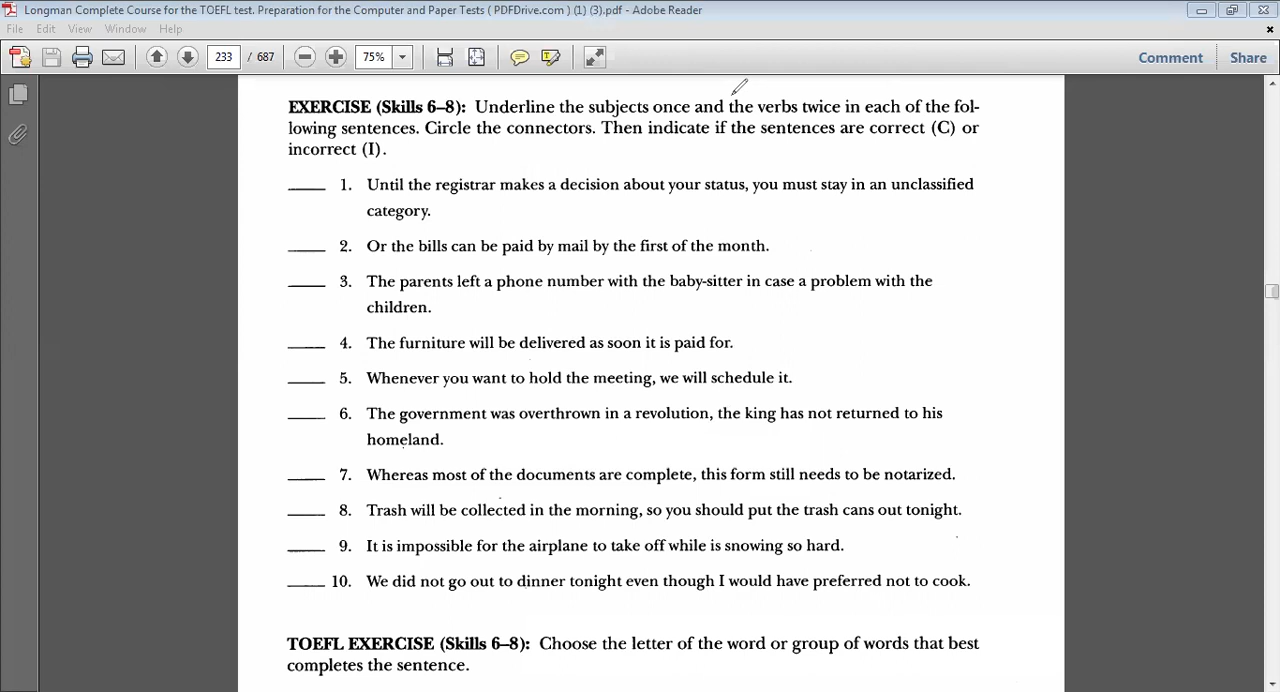 Longman Complete Course for the TOEFL test. Preparation for the Computer and Paper Tests ( PDFDrive.com ) (1) (3).pdf - Adobe Reader
File Edit View Window Help
233 / 687 75% Comment Share
EXERCISE (Skills 6–8): Underline the subjects once and the verbs twice in each of the fol-
lowing sentences. Circle the connectors. Then indicate if the sentences are correct (C) or
incorrect (I).
_____ 1. Until the registrar makes a decision about your status, you must stay in an unclassified
category.
_____ 2. Or the bills can be paid by mail by the first of the month.
_____ 3. The parents left a phone number with the baby-sitter in case a problem with the
children.
_____ 4. The furniture will be delivered as soon it is paid for.
_____ 5. Whenever you want to hold the meeting, we will schedule it.
_____ 6. The government was overthrown in a revolution, the king has not returned to his
homeland.
_____ 7. Whereas most of the documents are complete, this form still needs to be notarized.
_____ 8. Trash will be collected in the morning, so you should put the trash cans out tonight.
_____ 9. It is impossible for the airplane to take off while is snowing so hard.
_____ 10. We did not go out to dinner tonight even though I would have preferred not to cook.
TOEFL EXERCISE (Skills 6–8): Choose the letter of the word or group of words that best
completes the sentence.